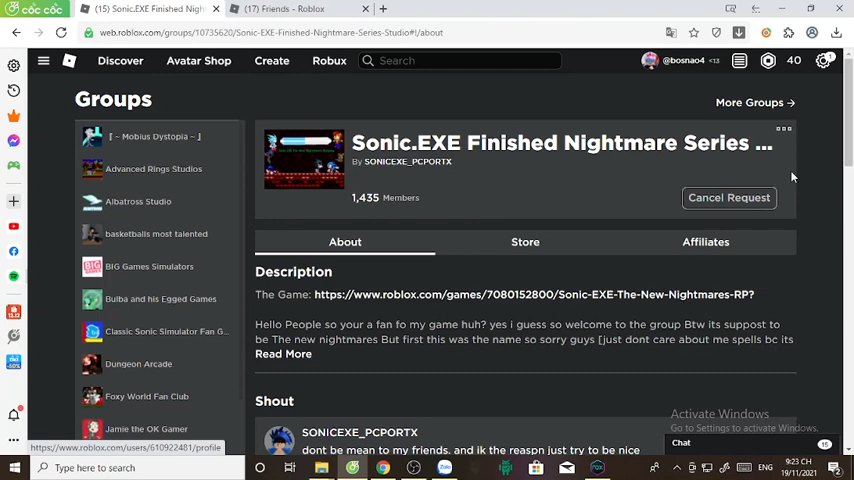 cốc cốc
(15) Sonic.EXE Finished Night
(17) Friends - Roblox
web.roblox.com/groups/10735620/Sonic-EXE-Finished-Nightmare-Series-Studio#!/about
Discover
Avatar Shop
Create
Robux
Search
@bosnao4 <13
40
1
Groups
More Groups →
[ - Mobius Dystopia - ]
Advanced Rings Studios
Albatross Studio
basketballs most talented
BIG Games Simulators
Bulba and his Egged Games
Classic Sonic Simulator Fan G...
Dungeon Arcade
Foxy World Fan Club
Jamie the OK Gamer
Sonic.EXE Finished Nightmare Series ...
By SONICEXE_PCPORTX
1,435 Members
Cancel Request
About
Store
Affiliates
Description
The Game: https://www.roblox.com/games/7080152800/Sonic-EXE-The-New-Nightmares-RP?
Hello People so your a fan fo my game huh? yes i guess so welcome to the group Btw its suppost to
be The new nightmares But first this was the name so sorry guys [just dont care about me spells bc its
Read More
Shout
SONICEXE_PCPORTX
dont be mean to my friends. and ik the reaspn just try to be nice
Activate Windows
Go to Settings to activate Windows.
Chat
15
https://www.roblox.com/users/610922481/profile
Type here to search
ENG
9:23 CH
19/11/2021
2